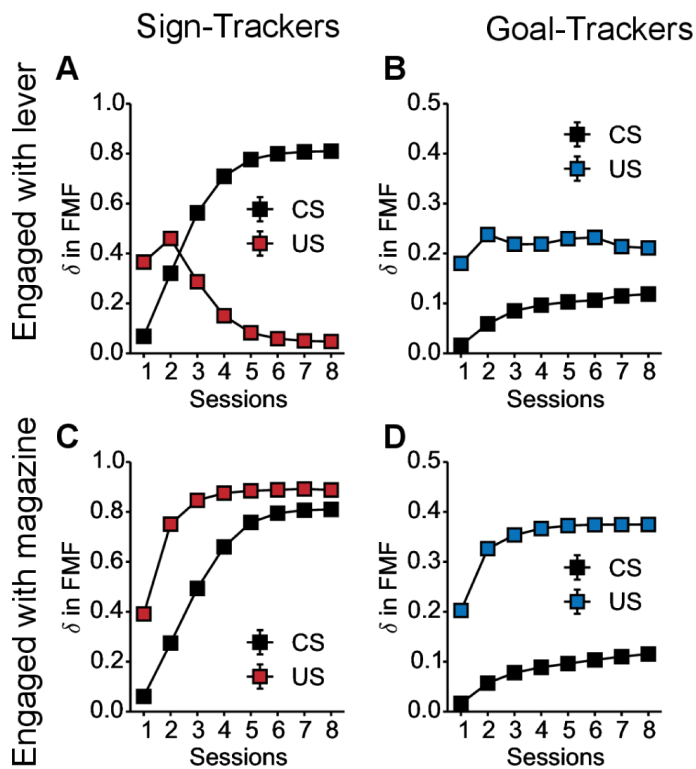 Sign-Trackers
Goal-Trackers
Engaged with lever
A
δ in FMF
1.0
0.8
0.6
0.4
0.2
0.0
CS
US
1 2 3 4 5 6 7 8
Sessions
B
δ in FMF
0.5
0.4
0.3
0.2
0.1
0.0
CS
US
1 2 3 4 5 6 7 8
Sessions
Engaged with magazine
C
δ in FMF
1.0
0.8
0.6
0.4
0.2
0.0
CS
US
1 2 3 4 5 6 7 8
Sessions
D
δ in FMF
0.5
0.4
0.3
0.2
0.1
0.0
CS
US
1 2 3 4 5 6 7 8
Sessions